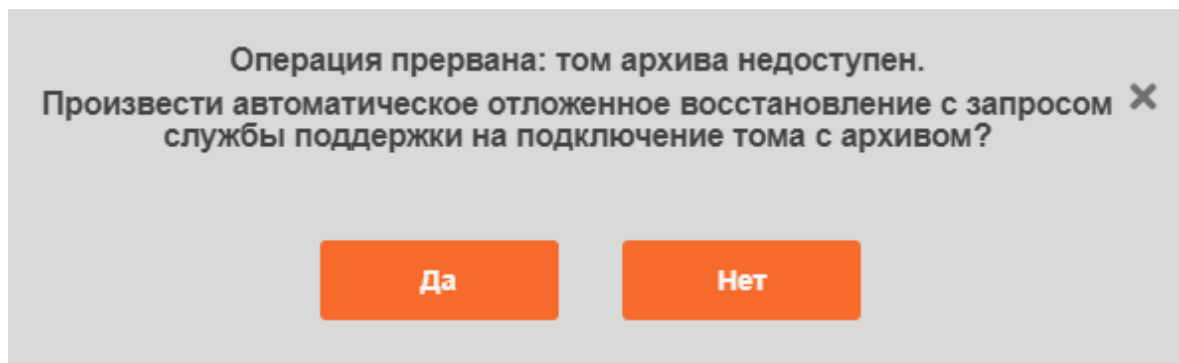 Операция прервана: том архива недоступен.
Произвести автоматическое отложенное восстановление с запросом
службы поддержки на подключение тома с архивом?
Да
Нет